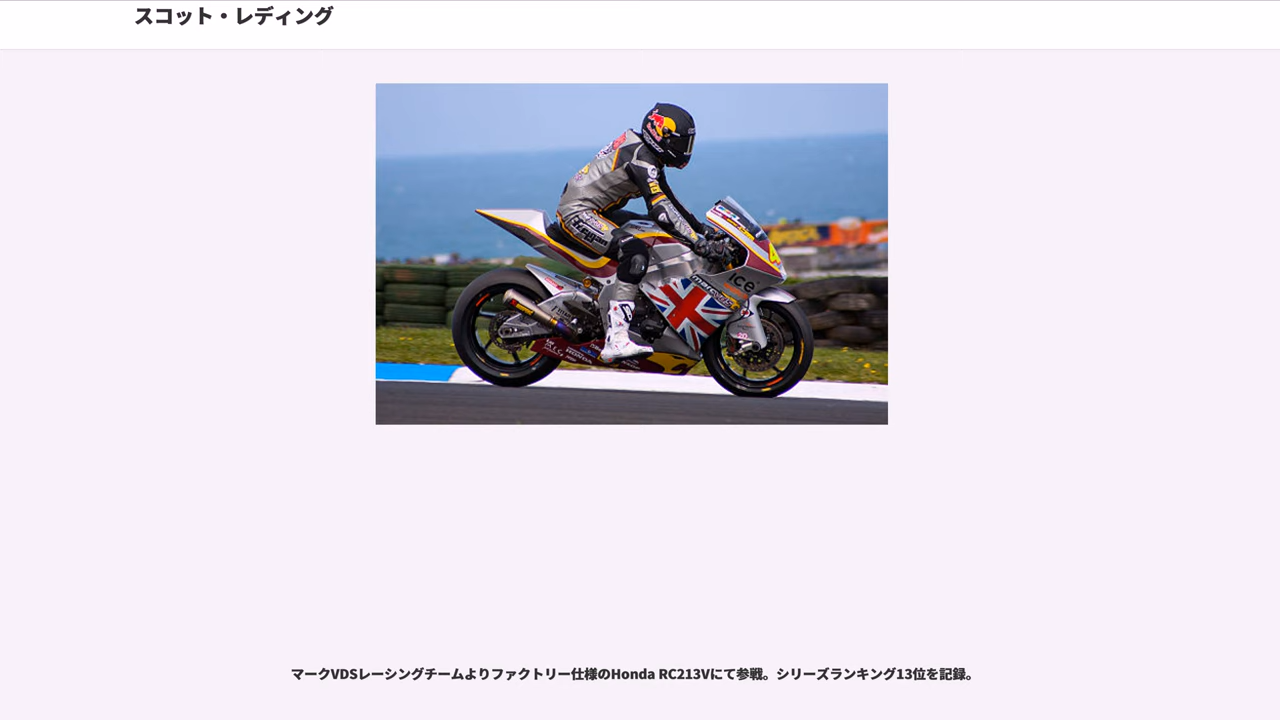 スコット・レディング
ice
マークVDSレーシングチームよりファクトリー仕様のHonda RC213Vにて参戦。シリーズランキング13位を記録。